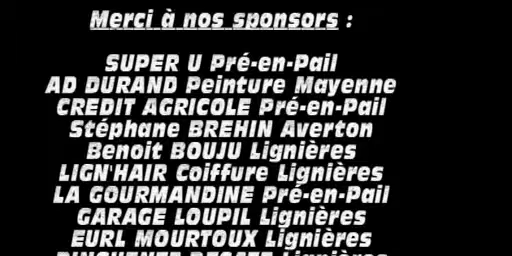 Merci à nos sponsors :
SUPER U Pré-en-Pail
AD DURAND Peinture Mayenne
CREDIT AGRICOLE Pré-en-Pail
Stéphane BREHIN Averton
Benoit BOUJU Lignières
LIGN'HAIR Coiffure Lignières
LA GOURMANDINE Pré-en-Pail
GARAGE LOUPIL Lignières
EURL MOURTOUX Lignières
Lignières